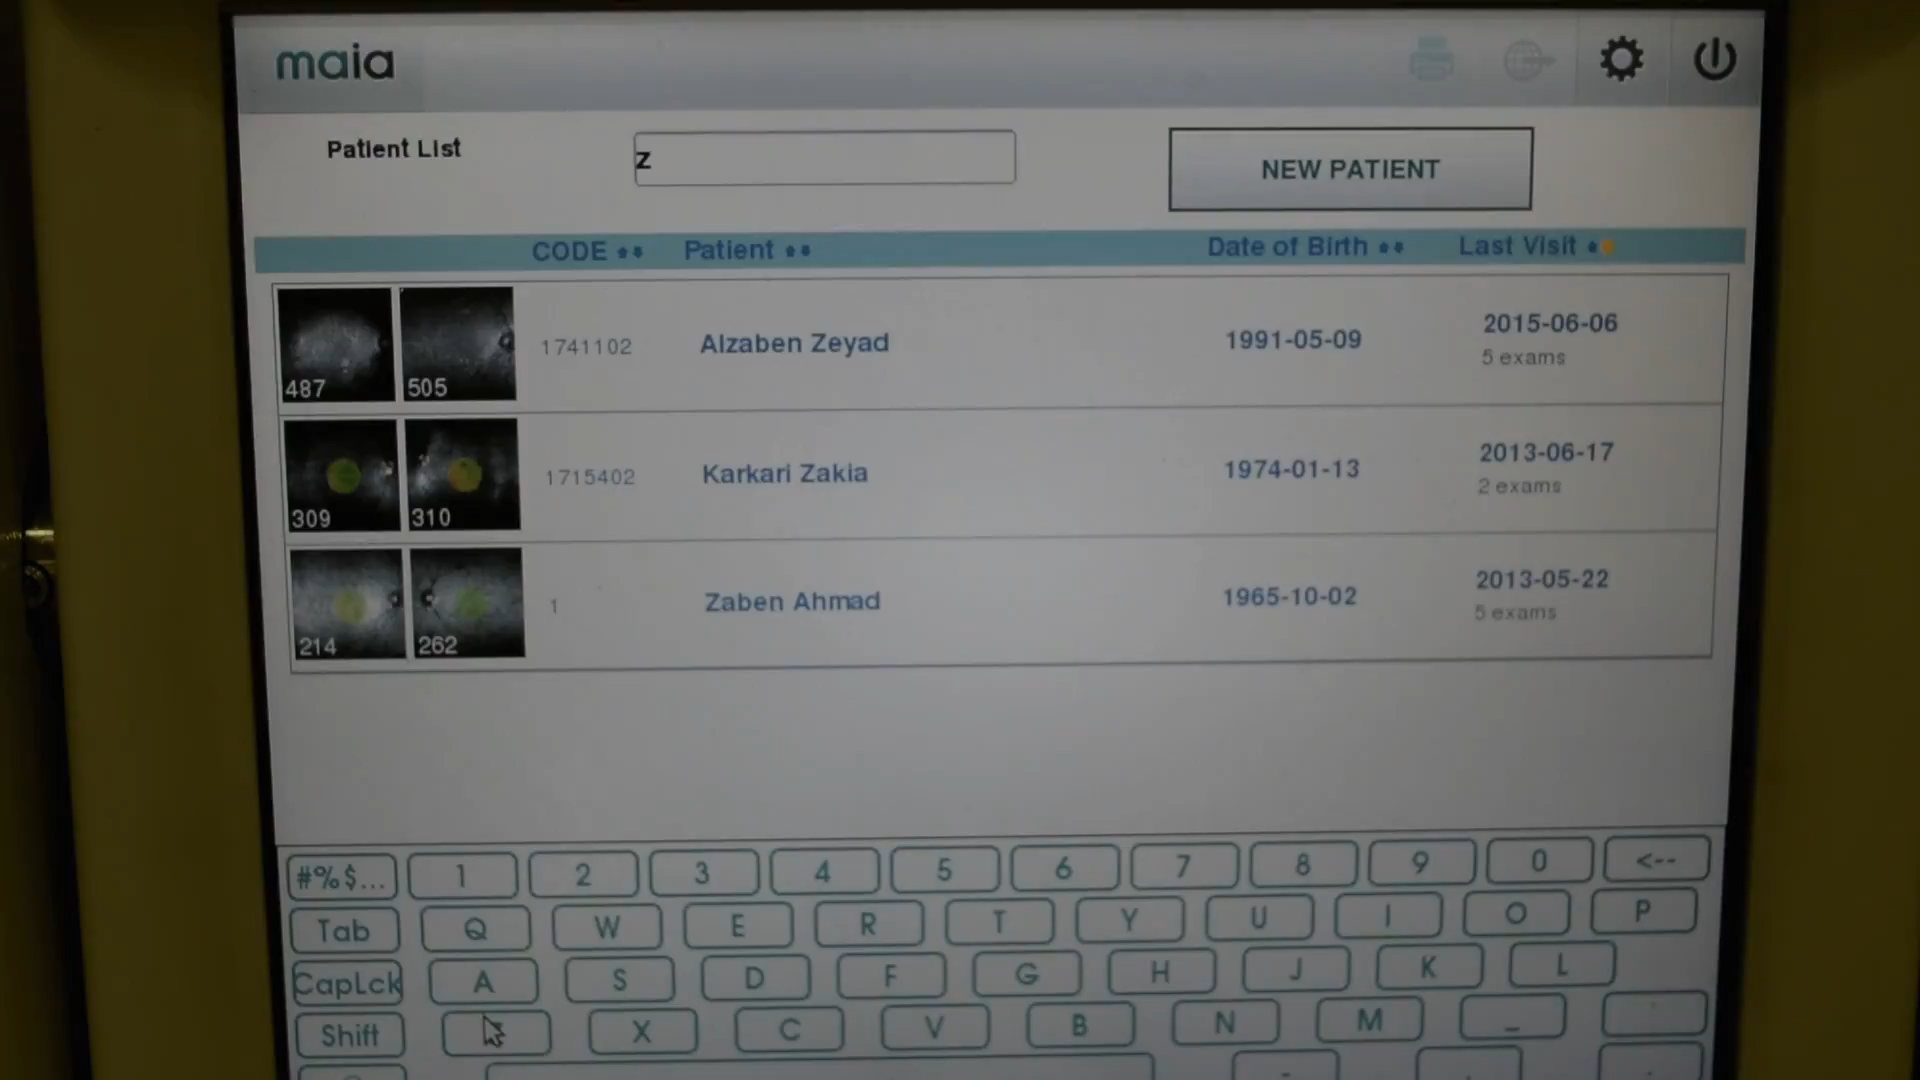 maia
Patient List
z
NEW PATIENT
CODE Patient Date of Birth Last Visit
487 505 1741102 Alzaben Zeyad 1991-05-09 2015-06-06
5 exams
309 310 1715402 Karkari Zakia 1974-01-13 2013-06-17
2 exams
214 262 1 Zaben Ahmad 1965-10-02 2013-05-22
5 exams
#%$... 1 2 3 4 5 6 7 8 9 0 <--
Tab Q W E R T Y U I O P
CapLck A S D F G H J K L
Shift X C V B N M _